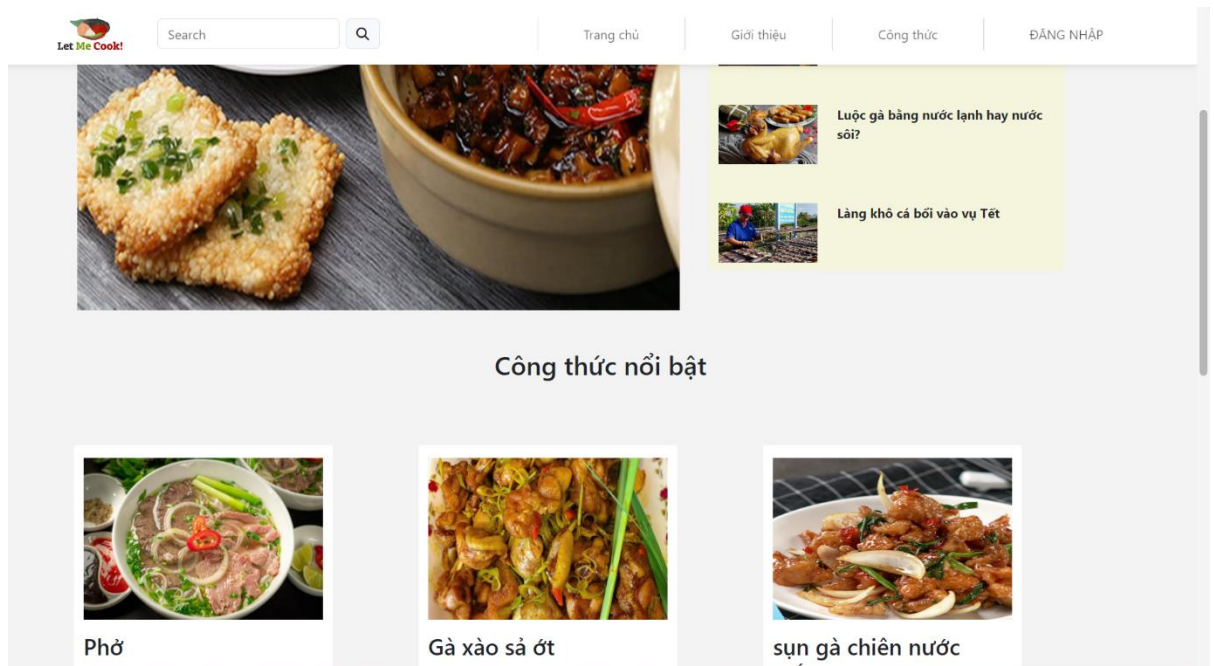 Let Me Cook!
Search
Trang chủ
Giới thiệu
Công thức
ĐĂNG NHẬP
Luộc gà bằng nước lạnh hay nước
sôi?
Làng khô cá bổi vào vụ Tết
Công thức nổi bật
Phở
Gà xào sả ớt
sụn gà chiên nước